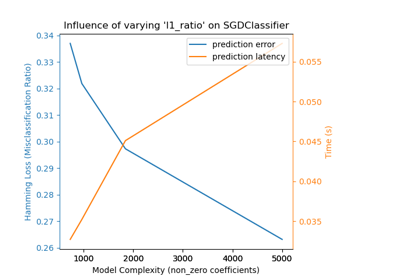 Influence of varying 'l1_ratio' on SGDClassifier
prediction error
prediction latency
Hamming Loss (Misclassification Ratio)
0.34
0.33
0.32
0.31
0.30
0.29
0.28
0.27
0.26
0.055
0.050
0.045
0.040
0.035
Time (s)
1000 2000 3000 4000 5000
Model Complexity (non_zero coefficients)